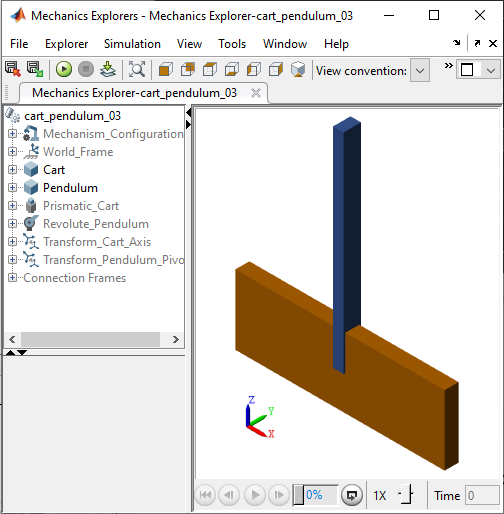 Mechanics Explorers - Mechanics Explorer-cart_pendulum_03
File Explorer Simulation View Tools Window Help
View convention:
Mechanics Explorer-cart_pendulum_03
cart_pendulum_03
Mechanism_Configuration
World_Frame
Cart
Pendulum
Prismatic_Cart
Revolute_Pendulum
Transform_Cart_Axis
Transform_Pendulum_Pivo
Connection Frames
Z
Y
X
0% 1X Time 0